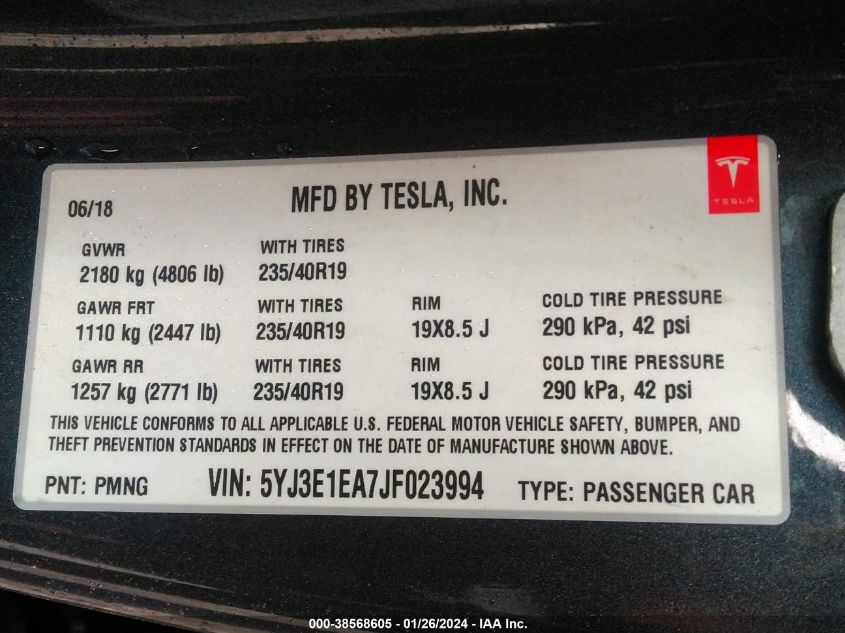 TESLA
06/18 MFD BY TESLA, INC.
GVWR WITH TIRES
2180 kg (4806 lb) 235/40R19
GAWR FRT WITH TIRES RIM COLD TIRE PRESSURE
1110 kg (2447 lb) 235/40R19 19X8.5 J 290 kPa, 42 psi
GAWR RR WITH TIRES RIM COLD TIRE PRESSURE
1257 kg (2771 lb) 235/40R19 19X8.5 J 290 kPa, 42 psi
THIS VEHICLE CONFORMS TO ALL APPLICABLE U.S. FEDERAL MOTOR VEHICLE SAFETY, BUMPER, AND
THEFT PREVENTION STANDARDS IN EFFECT ON THE DATE OF MANUFACTURE SHOWN ABOVE.
PNT: PMNG VIN: 5YJ3E1EA7JF023994 TYPE: PASSENGER CAR
000-38568605 - 01/26/2024 - IAA Inc.